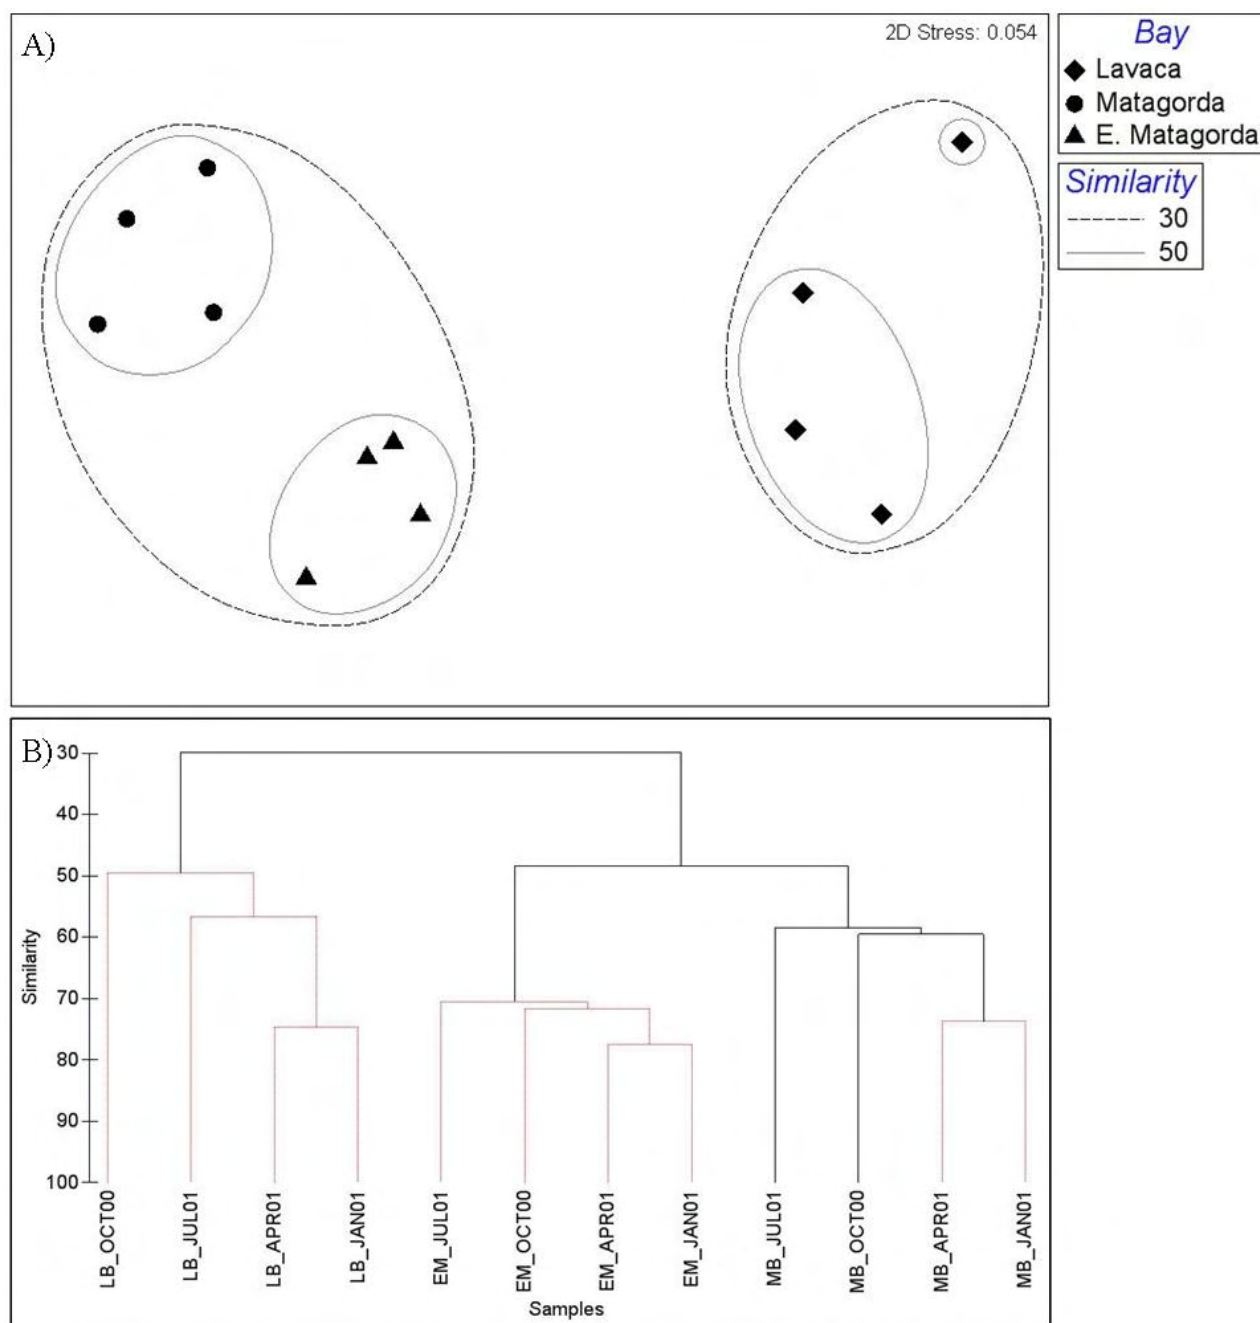 A)
2D Stress: 0.054
Bay
Lavaca
Matagorda
E. Matagorda
Similarity
30
50
B)
30
40
50
60
70
80
90
100
Similarity
LB_OCT00
LB_JUL01
LB_APR01
LB_JAN01
EM_JUL01
EM_OCT00
EM_APR01
EM_JAN01
MB_JUL01
MB_OCT00
MB_APR01
MB_JAN01
Samples